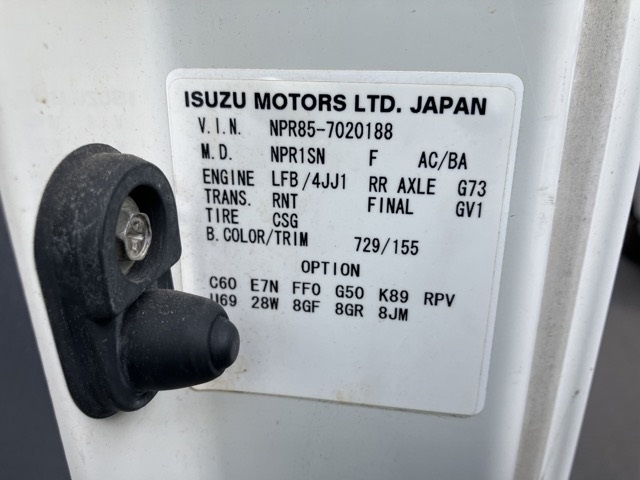 ISUZU MOTORS LTD. JAPAN
V.I.N. NPR85-7020188
M.D. NPR1SN F AC/BA
ENGINE LFB/4JJ1 RR AXLE G73
TRANS. RNT FINAL GV1
TIRE CSG
B.COLOR/TRIM 729/155
OPTION
C60 E7N FF0 G50 K89 RPV
U69 28W 8GF 8GR 8JM